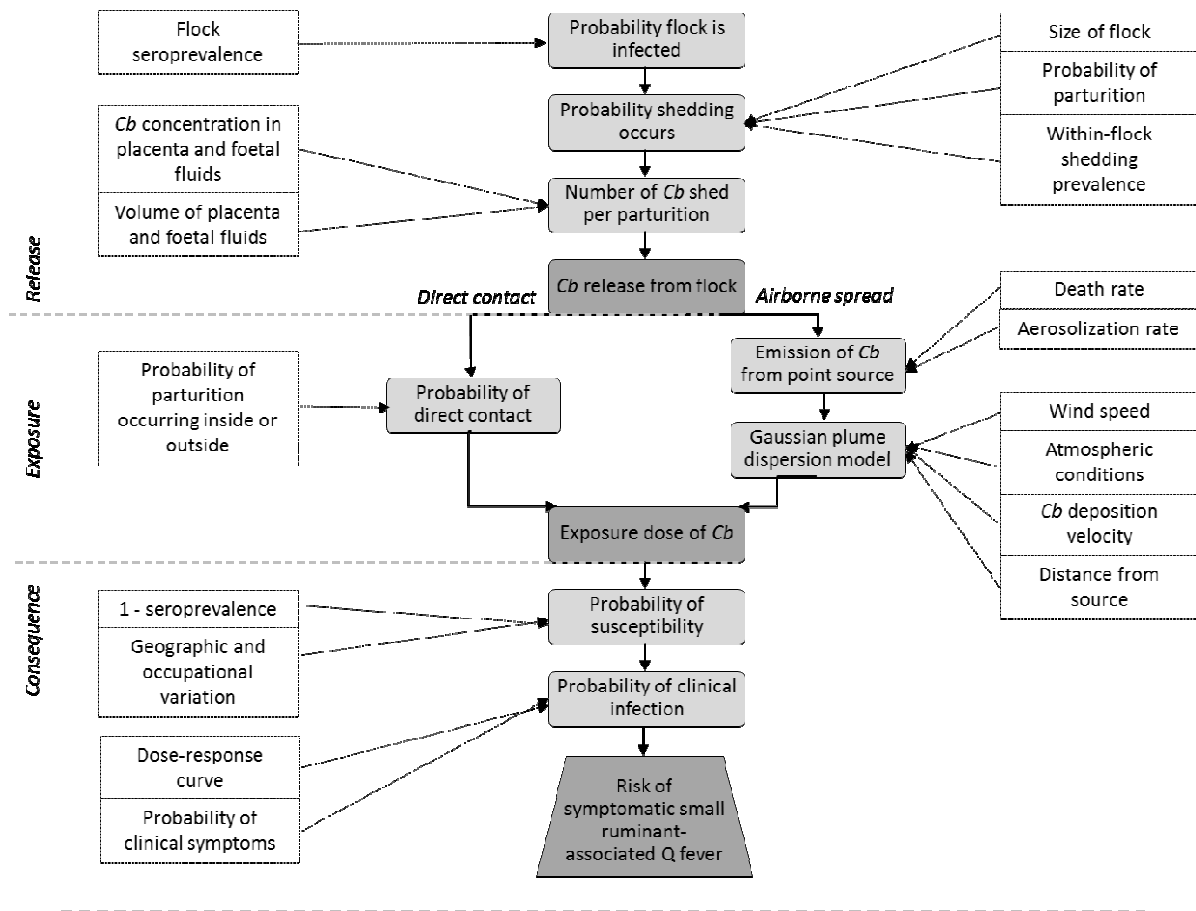 Flock
seroprevalence
Probability flock is
infected
Size of flock
Probability of
parturition
Within-flock
shedding
prevalence
Probability shedding
occurs
Cb concentration in
placenta and foetal
fluids
Volume of placenta
and foetal fluids
Number of Cb shed
per parturition
Release
Cb release from flock
Direct contact
Airborne spread
Death rate
Aerosolization rate
Emission of Cb
from point source
Exposure
Probability of
parturition
occurring inside or
outside
Probability of
direct contact
Gaussian plume
dispersion model
Wind speed
Atmospheric
conditions
Cb deposition
velocity
Distance from
source
Exposure dose of Cb
Consequence
1 - seroprevalence
Geographic and
occupational
variation
Probability of
susceptibility
Probability of clinical
infection
Dose-response
curve
Probability of
clinical symptoms
Risk of
symptomatic small
ruminant-
associated Q fever